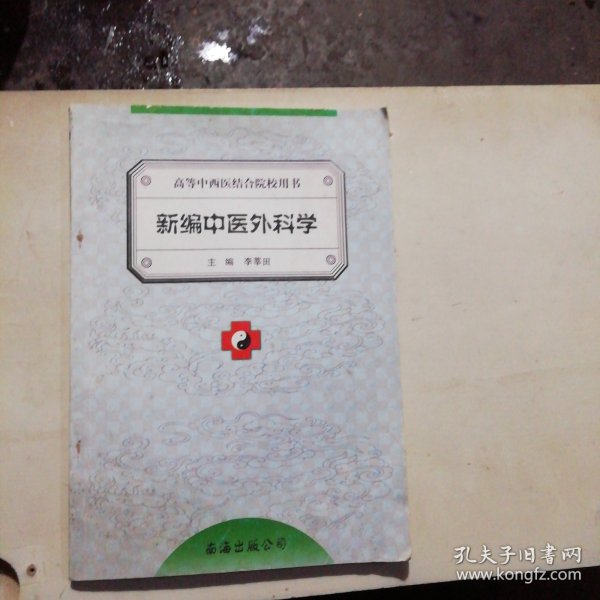 高等中西医结合院校用书
新编中医外科学
主 编 李莘田
南海出版公司
孔夫子旧书网
www.kongfz.com